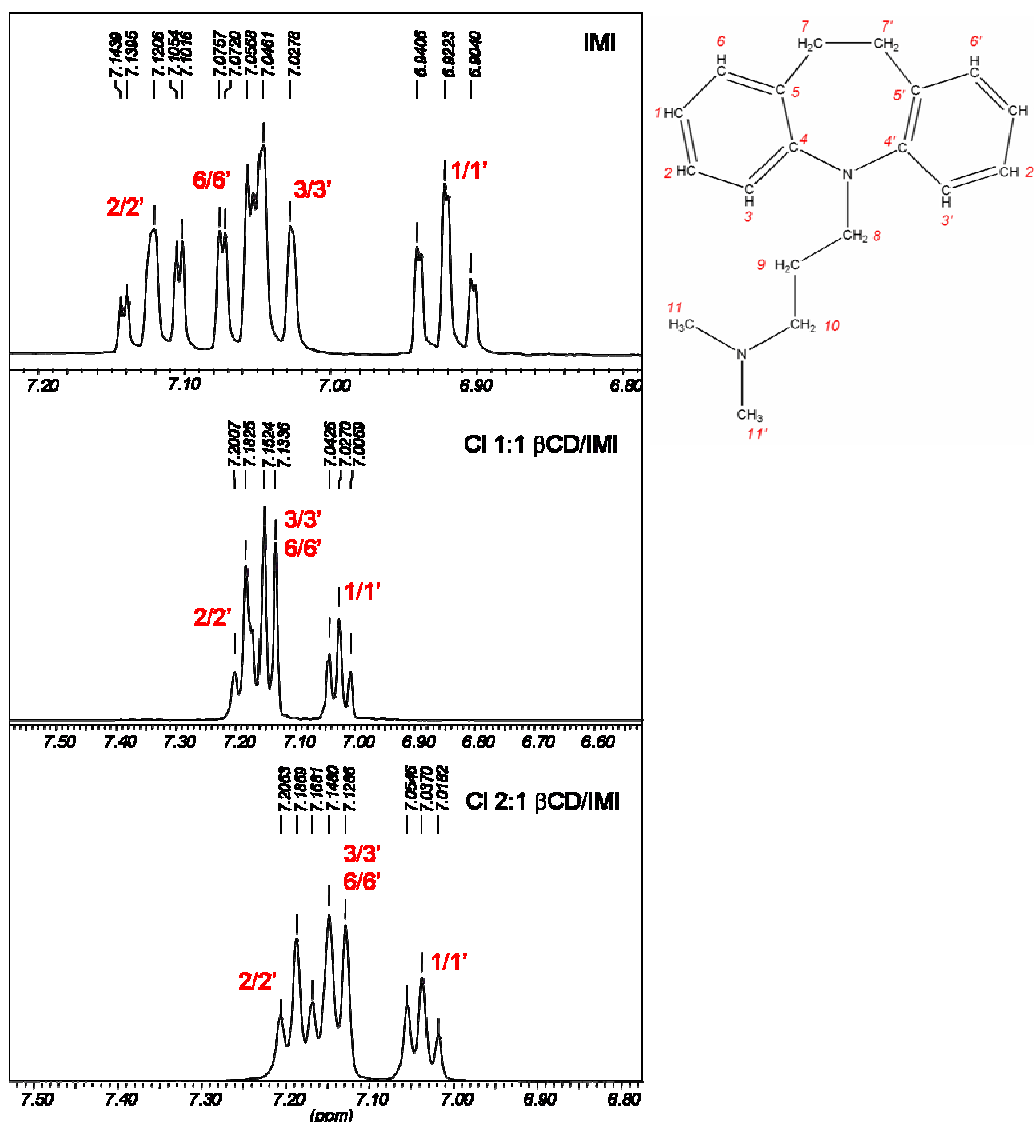 IMI
7.1439
7.1395
7.1206
7.1054
7.1016
7.0757
7.0720
7.0568
7.0461
7.0278
6.9406
6.9223
6.9040
2/2'
6/6'
3/3'
1/1'
7.20 7.10 7.00 6.90 6.80
CI 1:1 βCD/IMI
7.2007
7.1825
7.1524
7.1336
7.0426
7.0270
7.0069
3/3'
6/6'
2/2'
1/1'
7.50 7.40 7.30 7.20 7.10 7.00 6.90 6.80 6.70 6.60
CI 2:1 βCD/IMI
7.2063
7.1869
7.1681
7.1480
7.1286
7.0546
7.0370
7.0182
3/3'
6/6'
2/2'
1/1'
7.50 7.40 7.30 7.20 7.10 7.00 6.90 6.80
(ppm)
7 7'
H₂C CH₂
6 6'
H H
C C
5 C C 5'
1 HC CH
4 C C 4'
2 HC CH 2
N
C C
H H
3 3'
CH₂ 8
9 H₂C
11
H₃C CH₂ 10
N
CH₃
11'